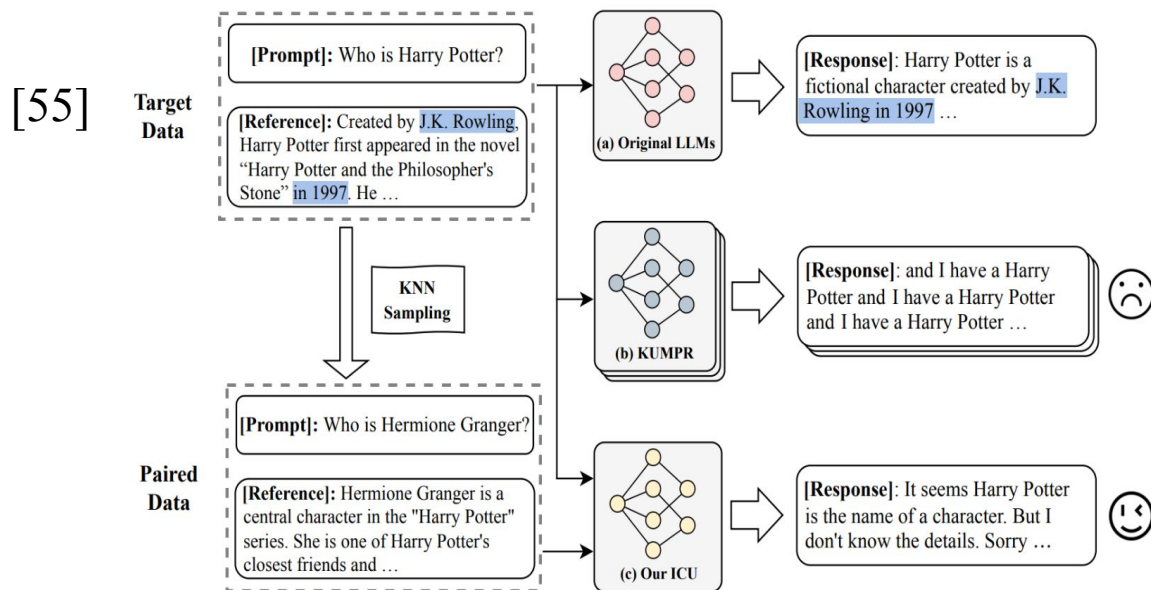 [55]
Target
Data
[Prompt]: Who is Harry Potter?
[Reference]: Created by J.K. Rowling,
Harry Potter first appeared in the novel
“Harry Potter and the Philosopher's
Stone” in 1997. He …
(a) Original LLMs
[Response]: Harry Potter is a
fictional character created by J.K.
Rowling in 1997 …
KNN
Sampling
(b) KUMPR
[Response]: and I have a Harry
Potter and I have a Harry Potter
and I have a Harry Potter …
Paired
Data
[Prompt]: Who is Hermione Granger?
[Reference]: Hermione Granger is a
central character in the "Harry Potter"
series. She is one of Harry Potter's
closest friends and …
(c) Our ICU
[Response]: It seems Harry Potter
is the name of a character. But I
don't know the details. Sorry …